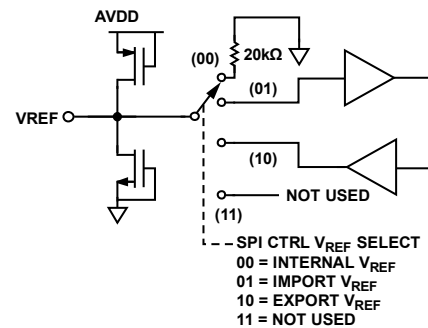 AVDD
(00)
20kΩ
(01)
VREF
(10)
NOT USED
(11)
SPI CTRL VREF SELECT
00 = INTERNAL VREF
01 = IMPORT VREF
10 = EXPORT VREF
11 = NOT USED